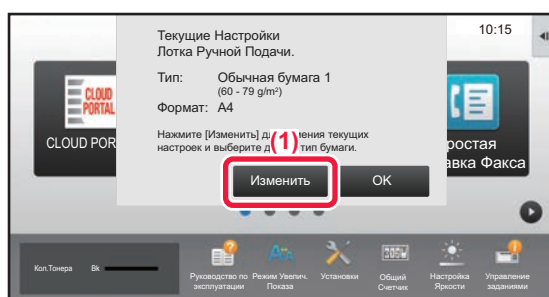 10:15
Текущие Настройки
Лотка Ручной Подачи.
Тип: Обычная бумага 1
(60 - 79 g/m²)
Формат: A4
Нажмите [Изменить] для
текущих
настроек и выберите
тип бумаги.
(1)
Изменить
OK
CLOUD
PORTAL
CLOUD POR
ростая
авка Факса
Кол.Тонера Bk
Руководство по
эксплуатации
Режим Увелич.
Показа
Установки
Общий
Счетчик
Настройка
Яркости
Управление
заданиями